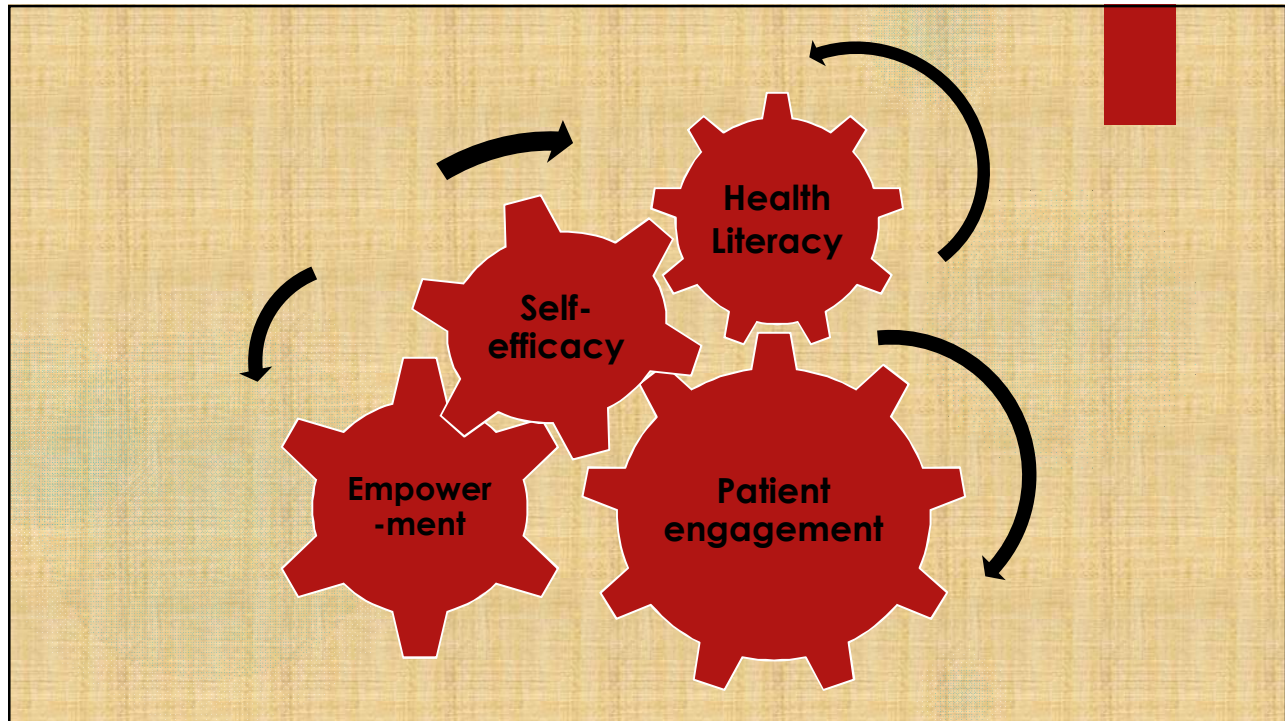 Health
Literacy
Self-
efficacy
Empower
-ment
Patient
engagement